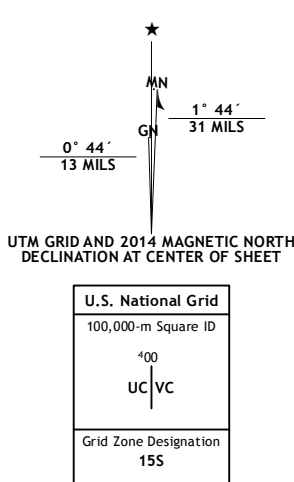 ★
MN
1° 44´
31 MILS
GN
0° 44´
13 MILS
UTM GRID AND 2014 MAGNETIC NORTH
DECLINATION AT CENTER OF SHEET
U.S. National Grid
100,000-m Square ID
⁴00
UC VC
Grid Zone Designation
15S